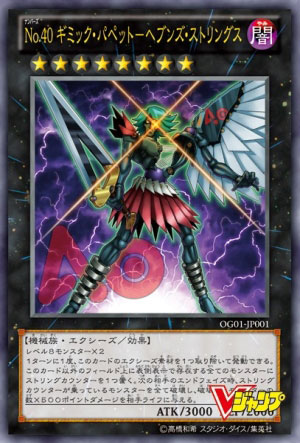 ナンバーズ
No.40 ギミック・パペット−ヘブンズ・ストリングス
やみ
闇
40
40
OG01-JP001
【機械族・エクシーズ/効果】
レベル8モンスター×2
1ターンに1度、このカードのエクシーズ素材を1つ取り除いて発動できる。
このカード以外のフィールド上に表側表示で存在する全てのモンスターに
ストリングカウンターを1つ置く。次の相手のエンドフェイズ時、ストリング
カウンターが乗っているモンスターを全て破壊し、破壊
数×500ポイントダメージを相手ライフに与える。
ATK/3000
Vジャンプ
©高橋和希 スタジオ・ダイス/集英社